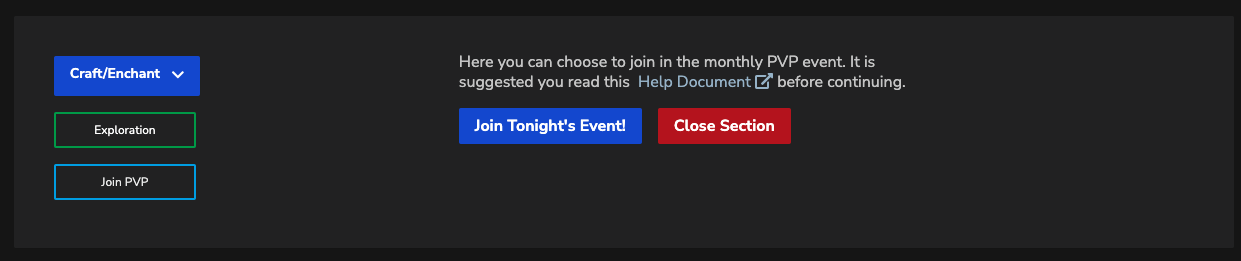 Craft/Enchant
Exploration
Join PVP
Here you can choose to join in the monthly PVP event. It is
suggested you read this Help Document before continuing.
Join Tonight's Event!
Close Section